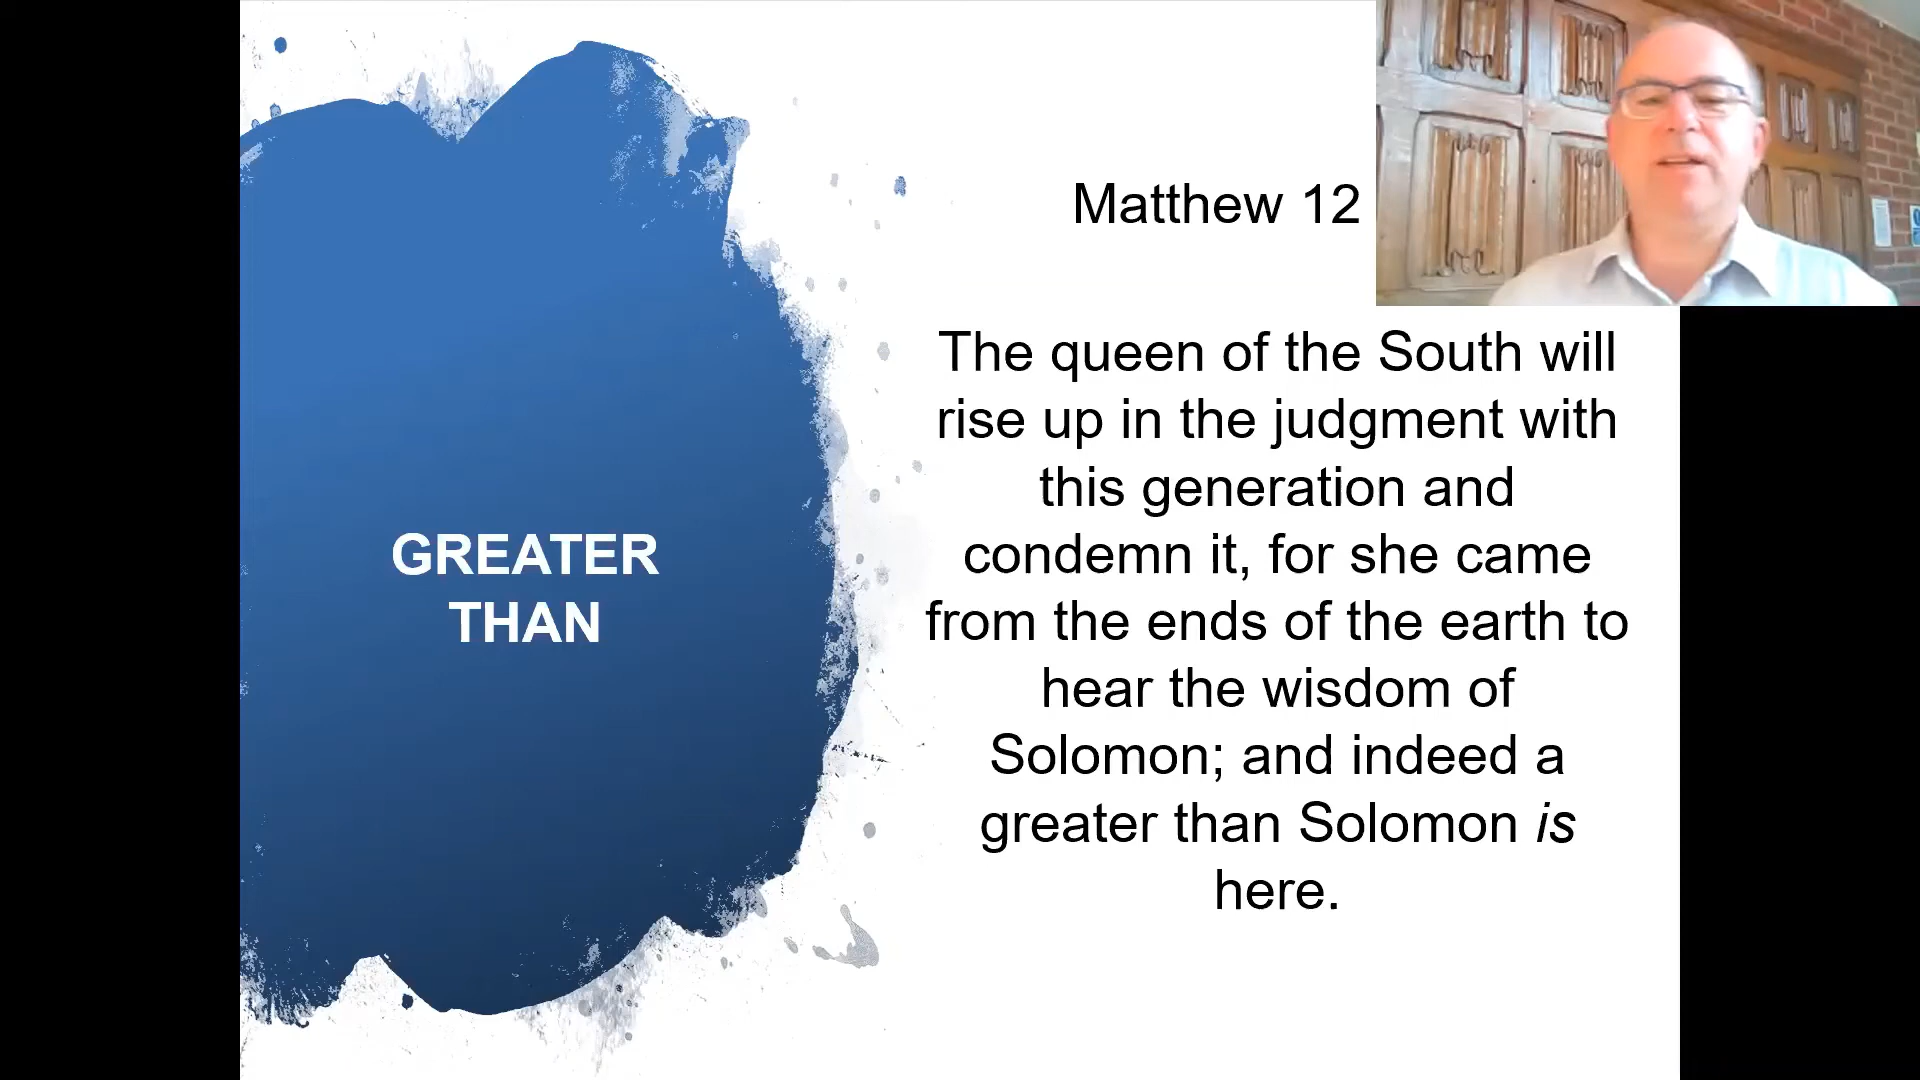 Matthew 12
The queen of the South will
rise up in the judgment with
this generation and
condemn it, for she came
from the ends of the earth to
hear the wisdom of
Solomon; and indeed a
greater than Solomon is
here.
GREATER
THAN